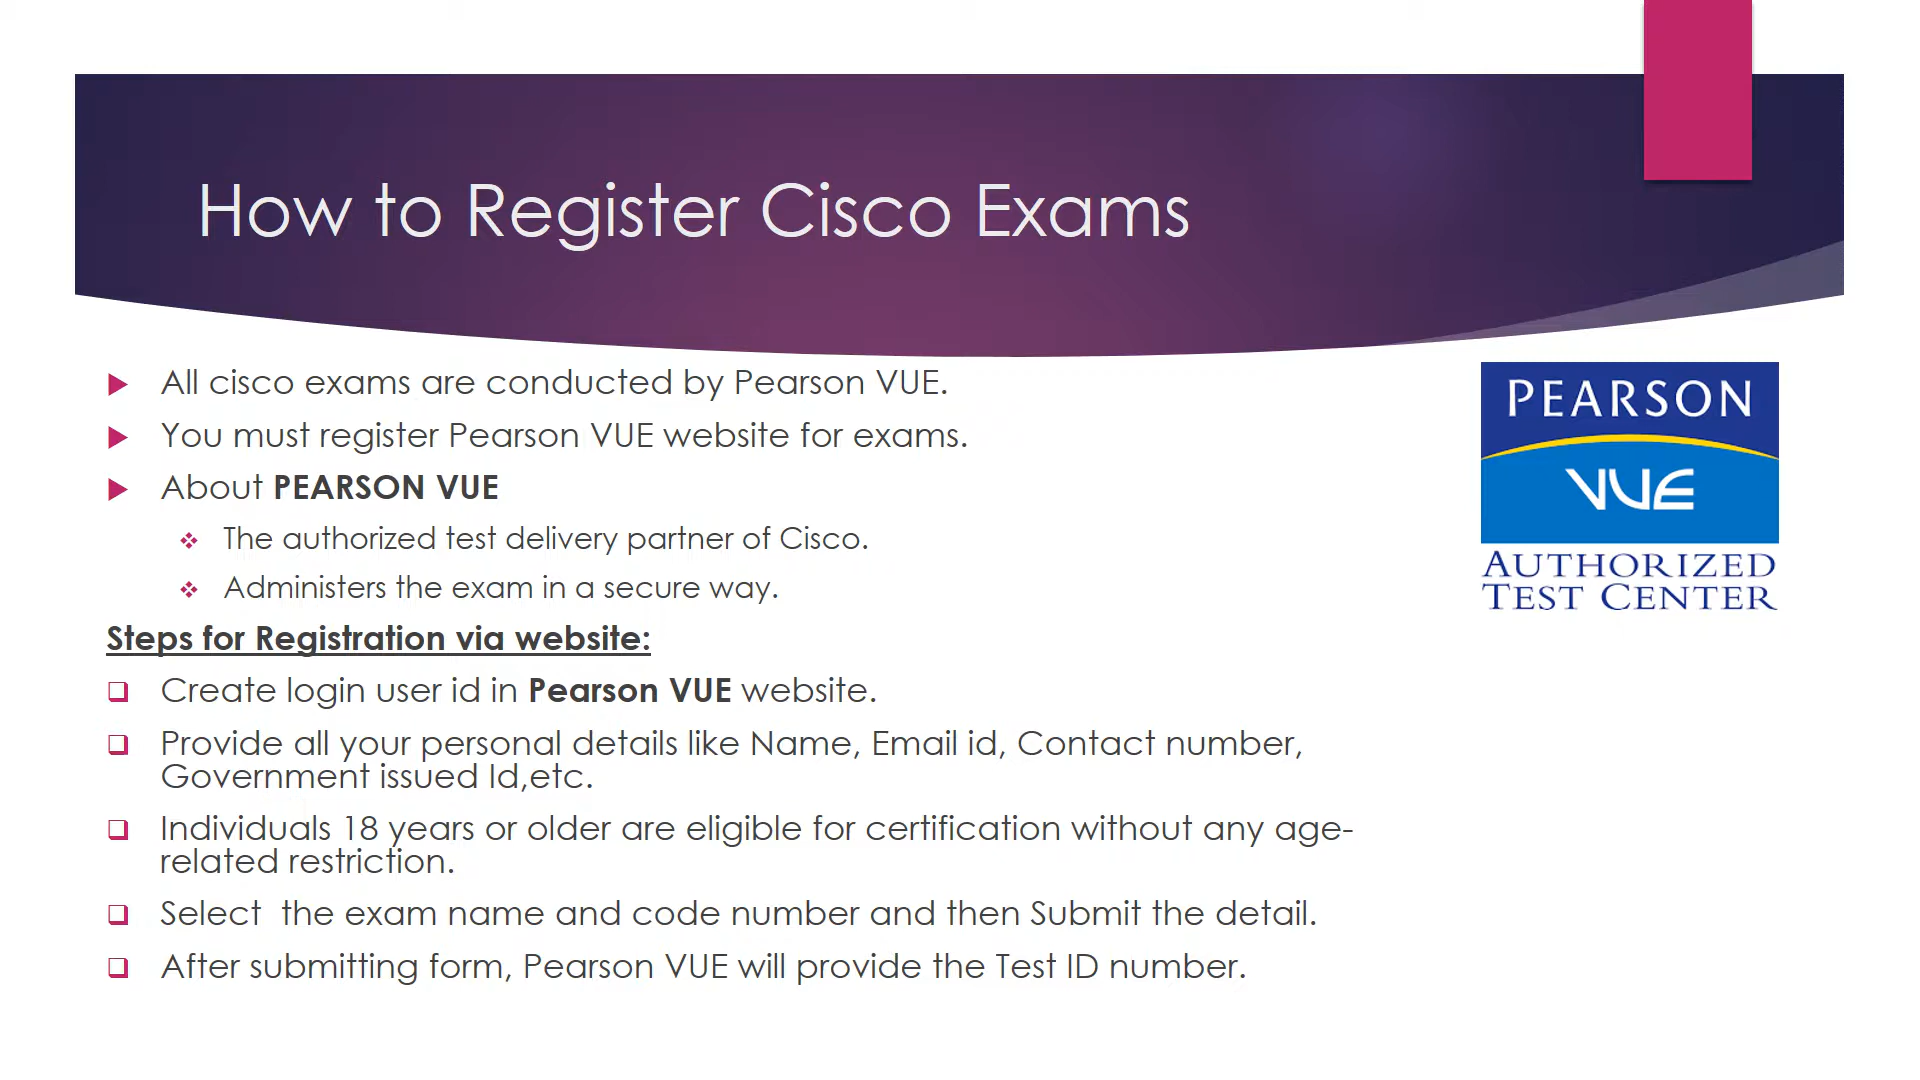 How to Register Cisco Exams
All cisco exams are conducted by Pearson VUE.
You must register Pearson VUE website for exams.
About PEARSON VUE
The authorized test delivery partner of Cisco.
Administers the exam in a secure way.
Steps for Registration via website:
Create login user id in Pearson VUE website.
Provide all your personal details like Name, Email id, Contact number,
Government issued Id,etc.
Individuals 18 years or older are eligible for certification without any age-
related restriction.
Select  the exam name and code number and then Submit the detail.
After submitting form, Pearson VUE will provide the Test ID number.
PEARSON
VUE
AUTHORIZED
TEST CENTER